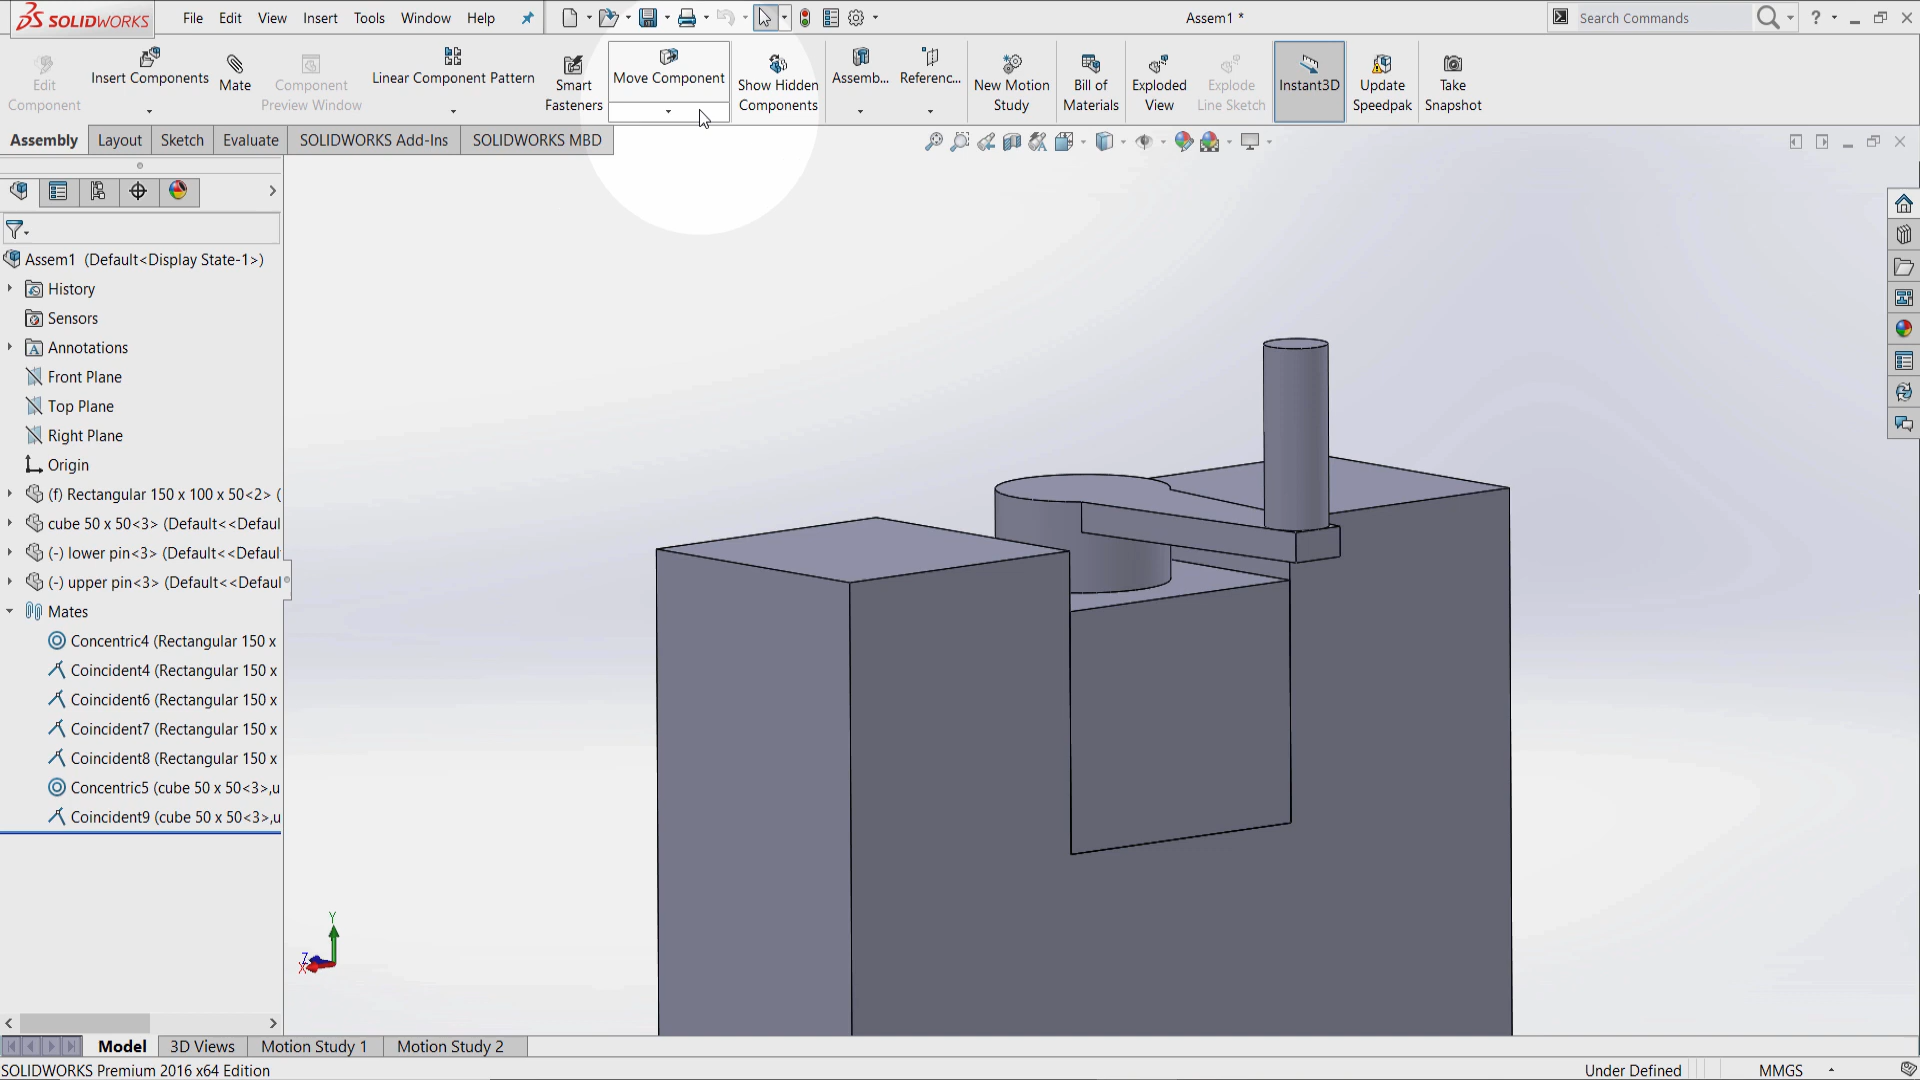 SOLIDWORKS File Edit View Insert Tools Window Help Assem1 * Search Commands ?
Edit Component
Insert Components
Mate
Component Preview Window
Linear Component Pattern
Smart Fasteners
Move Component
Show Hidden Components
Assemb...
Referenc...
New Motion Study
Bill of Materials
Exploded View
Explode Line Sketch
Instant3D
Update Speedpak
Take Snapshot
Assembly Layout Sketch Evaluate SOLIDWORKS Add-Ins SOLIDWORKS MBD
Assem1 (Default<Display State-1>)
History
Sensors
A Annotations
Front Plane
Top Plane
Right Plane
Origin
(f) Rectangular 150 x 100 x 50<2> (
cube 50 x 50<3> (Default<<Defaul
(-) lower pin<3> (Default<<Defaul
(-) upper pin<3> (Default<<Defaul
Mates
Concentric4 (Rectangular 150 x
Coincident4 (Rectangular 150 x
Coincident6 (Rectangular 150 x
Coincident7 (Rectangular 150 x
Coincident8 (Rectangular 150 x
Concentric5 (cube 50 x 50<3>,u
Coincident9 (cube 50 x 50<3>,u
Y
Z
X
Model 3D Views Motion Study 1 Motion Study 2
SOLIDWORKS Premium 2016 x64 Edition Under Defined MMGS